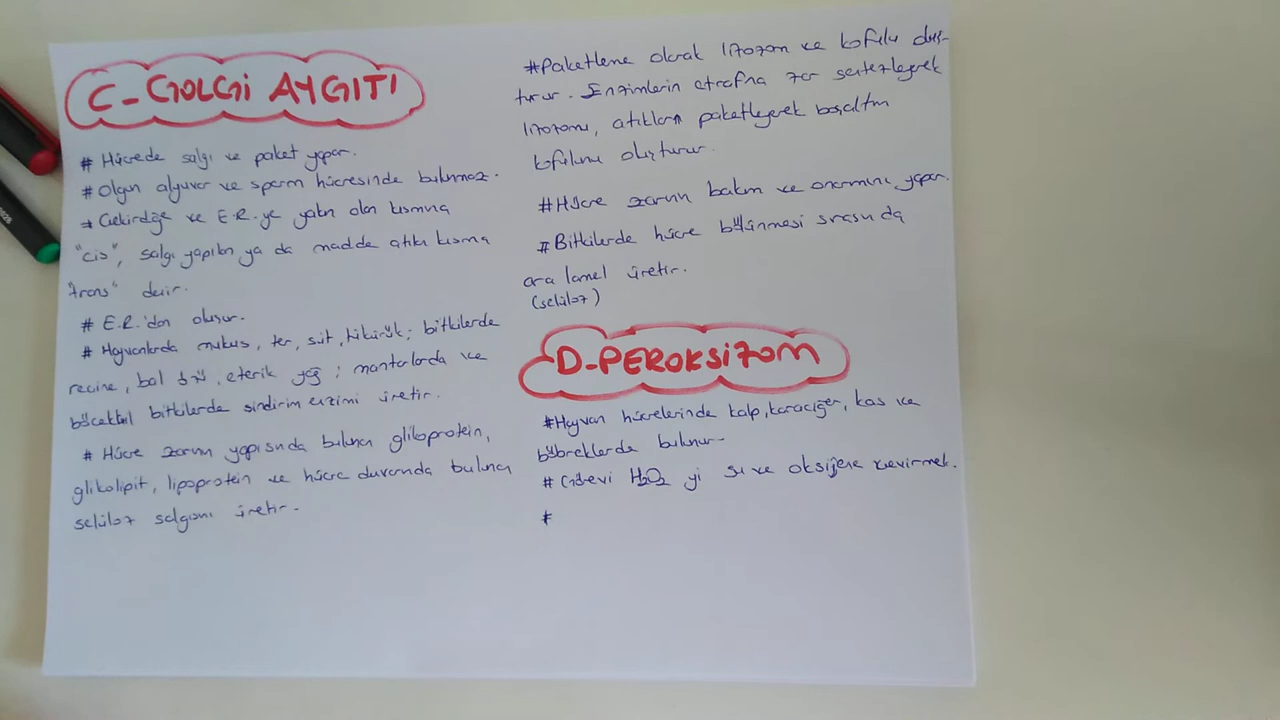 C- GOLGİ AYGITI
# Hücrede salgı ve paket yapar.
# Olgun alyuvar ve sperm hücresinde bulunmaz.
# Çekirdeğe ve E.R.ye yakın olan kısmına
"cis", salgı yapılan ya da madde atılan kısma
"trans" denir.
# E.R.'dan oluşur.
# Hayvanlarda mukus, ter, süt, tükürük; bitkilerde
reçine, bal özü, eterik yağ; mantarlarda ve
böcekçil bitkilerde sindirim enzimi üretir.
# Hücre zarının yapısında bulunan glikoprotein,
glikolipit, lipoprotein ve hücre duvarında bulunan
selüloz salgısını üretir.
#Paketleme olarak lizozom ve kofulu oluş-
turur. Enzimlerin etrafına zar sentezleyerek
lizozomu, atıkların paketleyerek boşaltım
kofulunu oluşturur.
#Hücre zarının bakım ve onarımını yapar.
# Bitkilerde hücre bölünmesi sırasında
ara lamel üretir.
(selüloz)
D-PEROKSİZOM
#Hayvan hücrelerinde kalp, karaciğer, kas ve
böbreklerde bulunur.
# Görevi H₂O₂ yi su ve oksijene çevirmek.
#